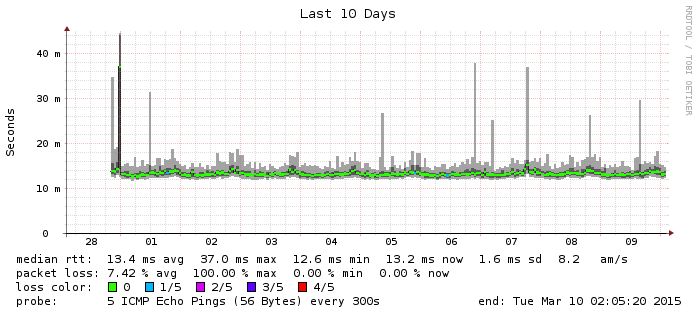 Last 10 Days
RRDTOOL / TOBI OETIKER
Seconds
40 m
30 m
20 m
10 m
0
28 01 02 03 04 05 06 07 08 09
median rtt: 13.4 ms avg 37.0 ms max 12.6 ms min 13.2 ms now 1.6 ms sd 8.2 am/s
packet loss: 7.42 % avg 100.00 % max 0.00 % min 0.00 % now
loss color: 0 1/5 2/5 3/5 4/5
probe: 5 ICMP Echo Pings (56 Bytes) every 300s end: Tue Mar 10 02:05:20 2015